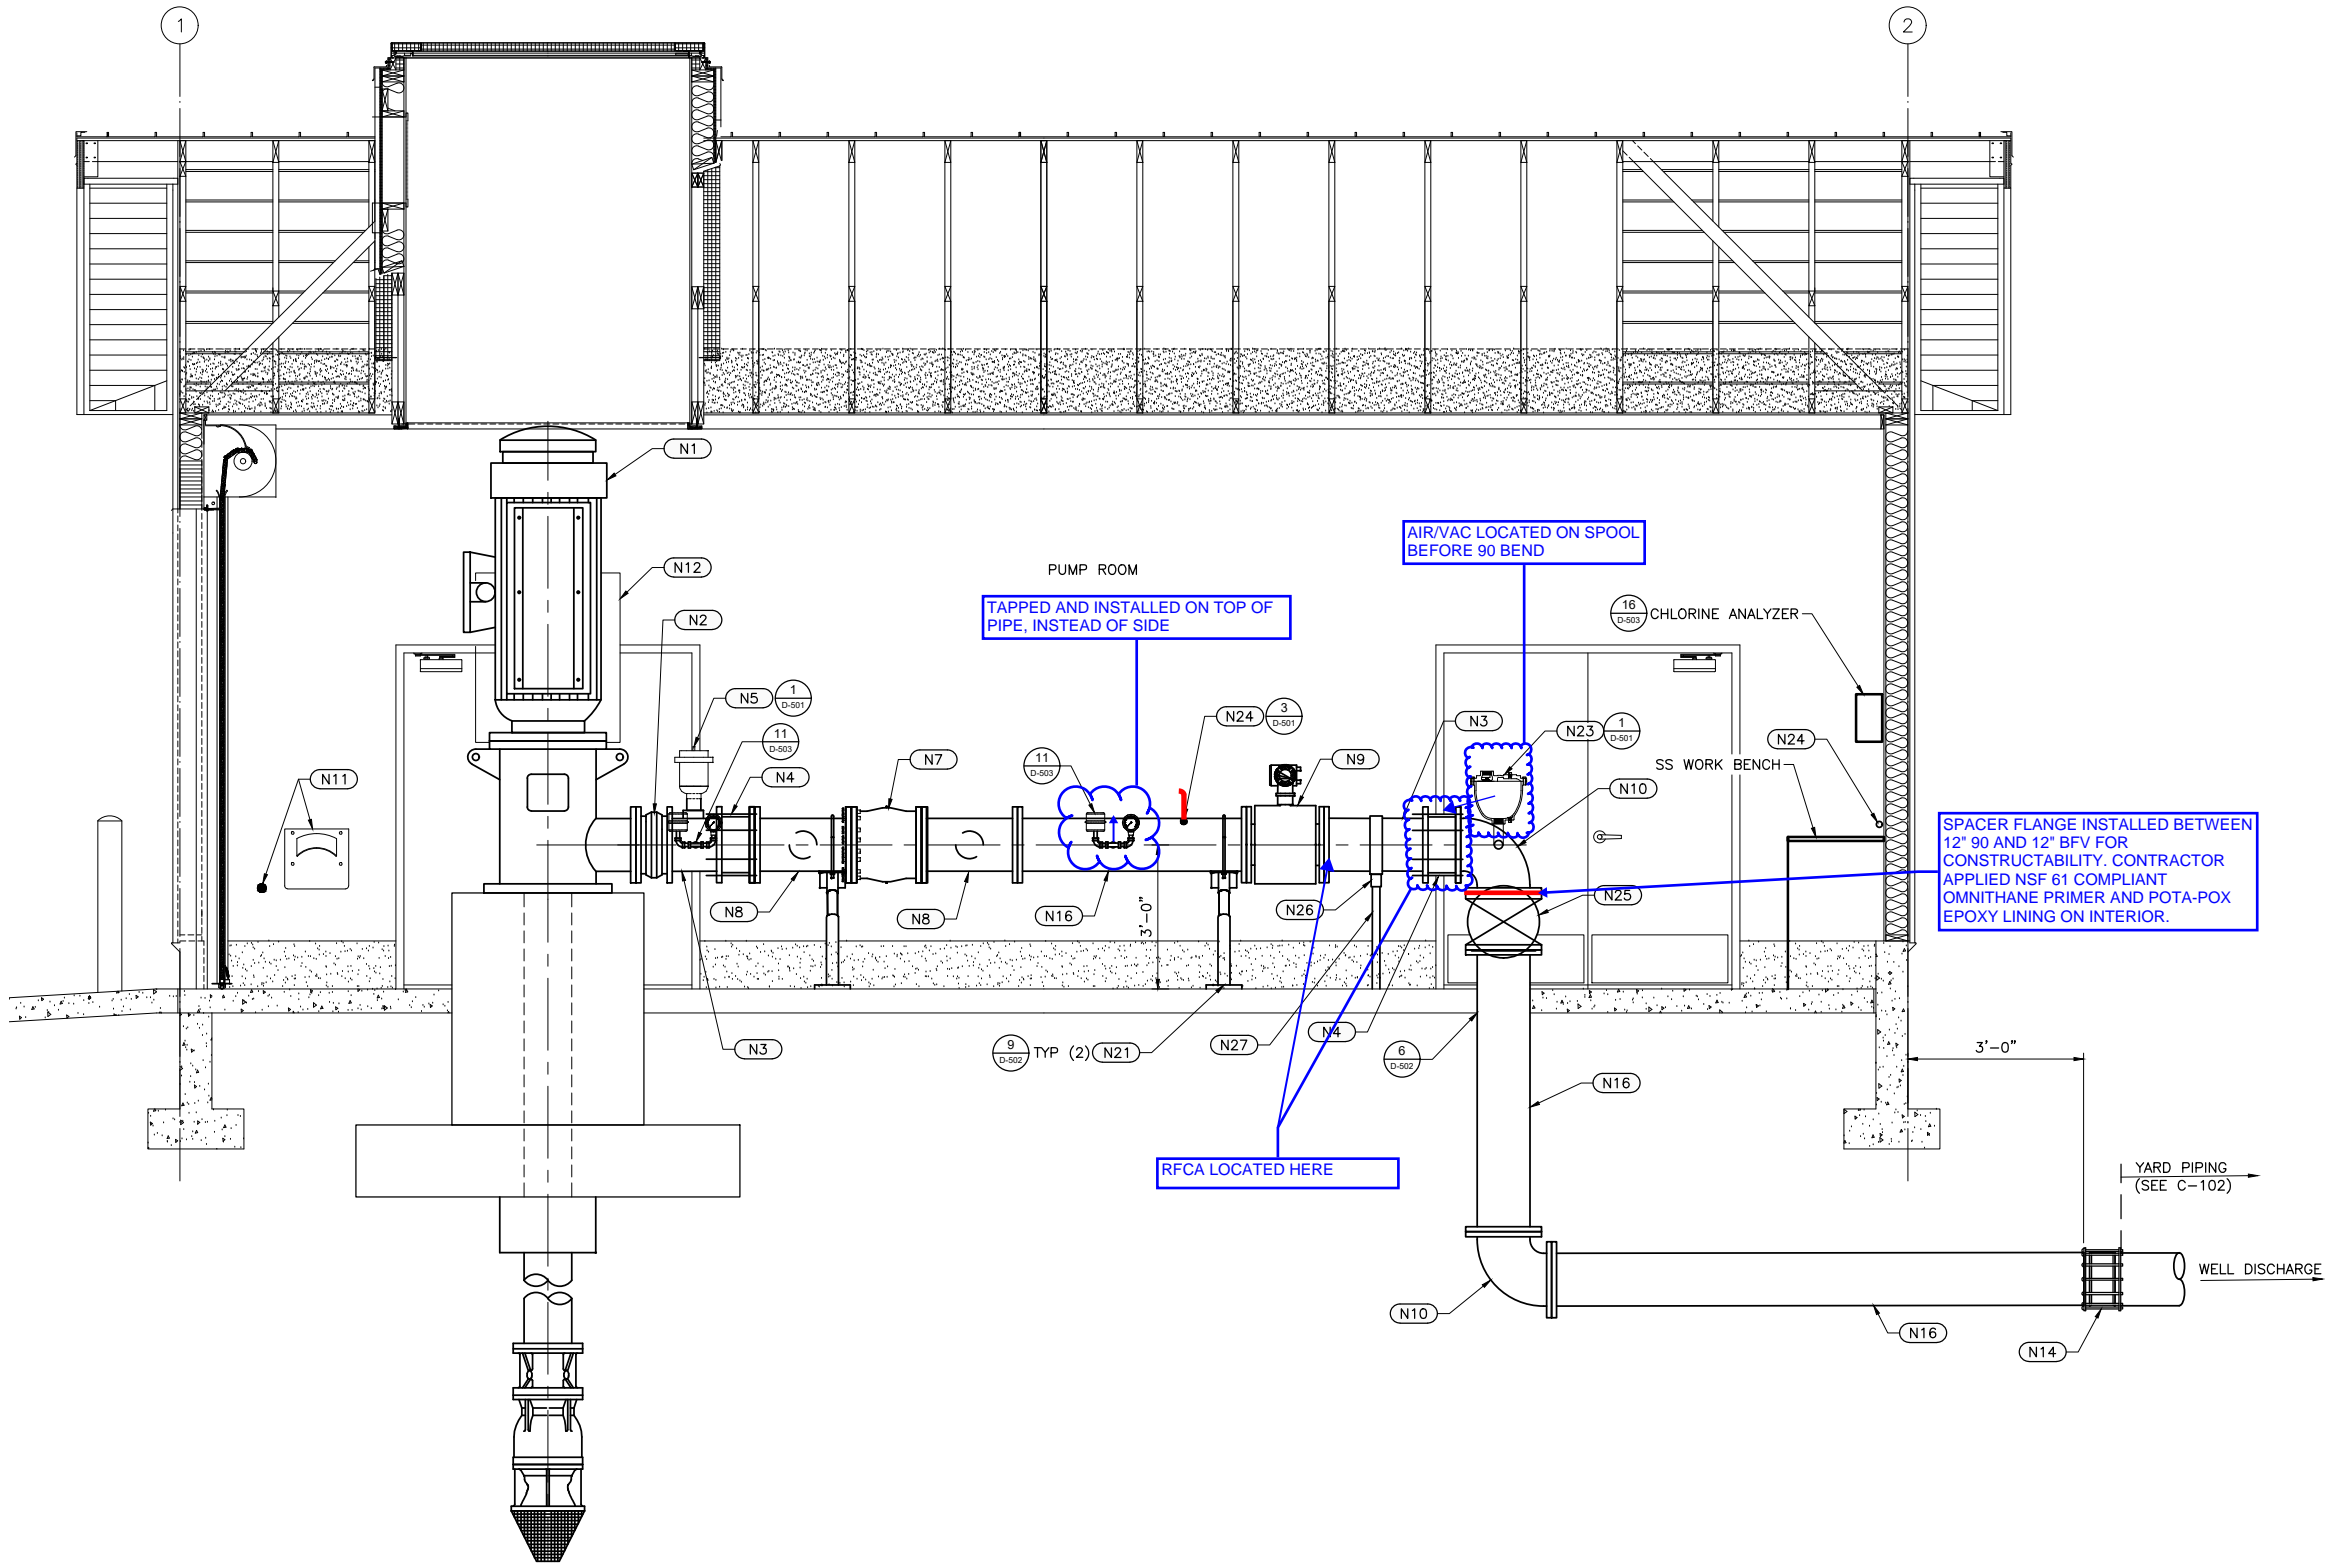 1
2
N1
N12
N2
N5
1
D-501
11
D-503
N4
N7
N11
PUMP ROOM
TAPPED AND INSTALLED ON TOP OF
PIPE, INSTEAD OF SIDE
AIR/VAC LOCATED ON SPOOL
BEFORE 90 BEND
16
D-503
CHLORINE ANALYZER
11
D-503
N24
3
D-501
N9
N3
N23
1
D-501
N24
SS WORK BENCH
N10
SPACER FLANGE INSTALLED BETWEEN
12" 90 AND 12" BFV FOR
CONSTRUCTABILITY. CONTRACTOR
APPLIED NSF 61 COMPLIANT
OMNITHANE PRIMER AND POTA-POX
EPOXY LINING ON INTERIOR.
N8
N8
N16
3'-0"
N26
N25
N3
9
D-502
TYP (2)
N21
N27
N4
6
D-502
3'-0"
N16
RFCA LOCATED HERE
YARD PIPING
(SEE C-102)
WELL DISCHARGE
N10
N16
N14